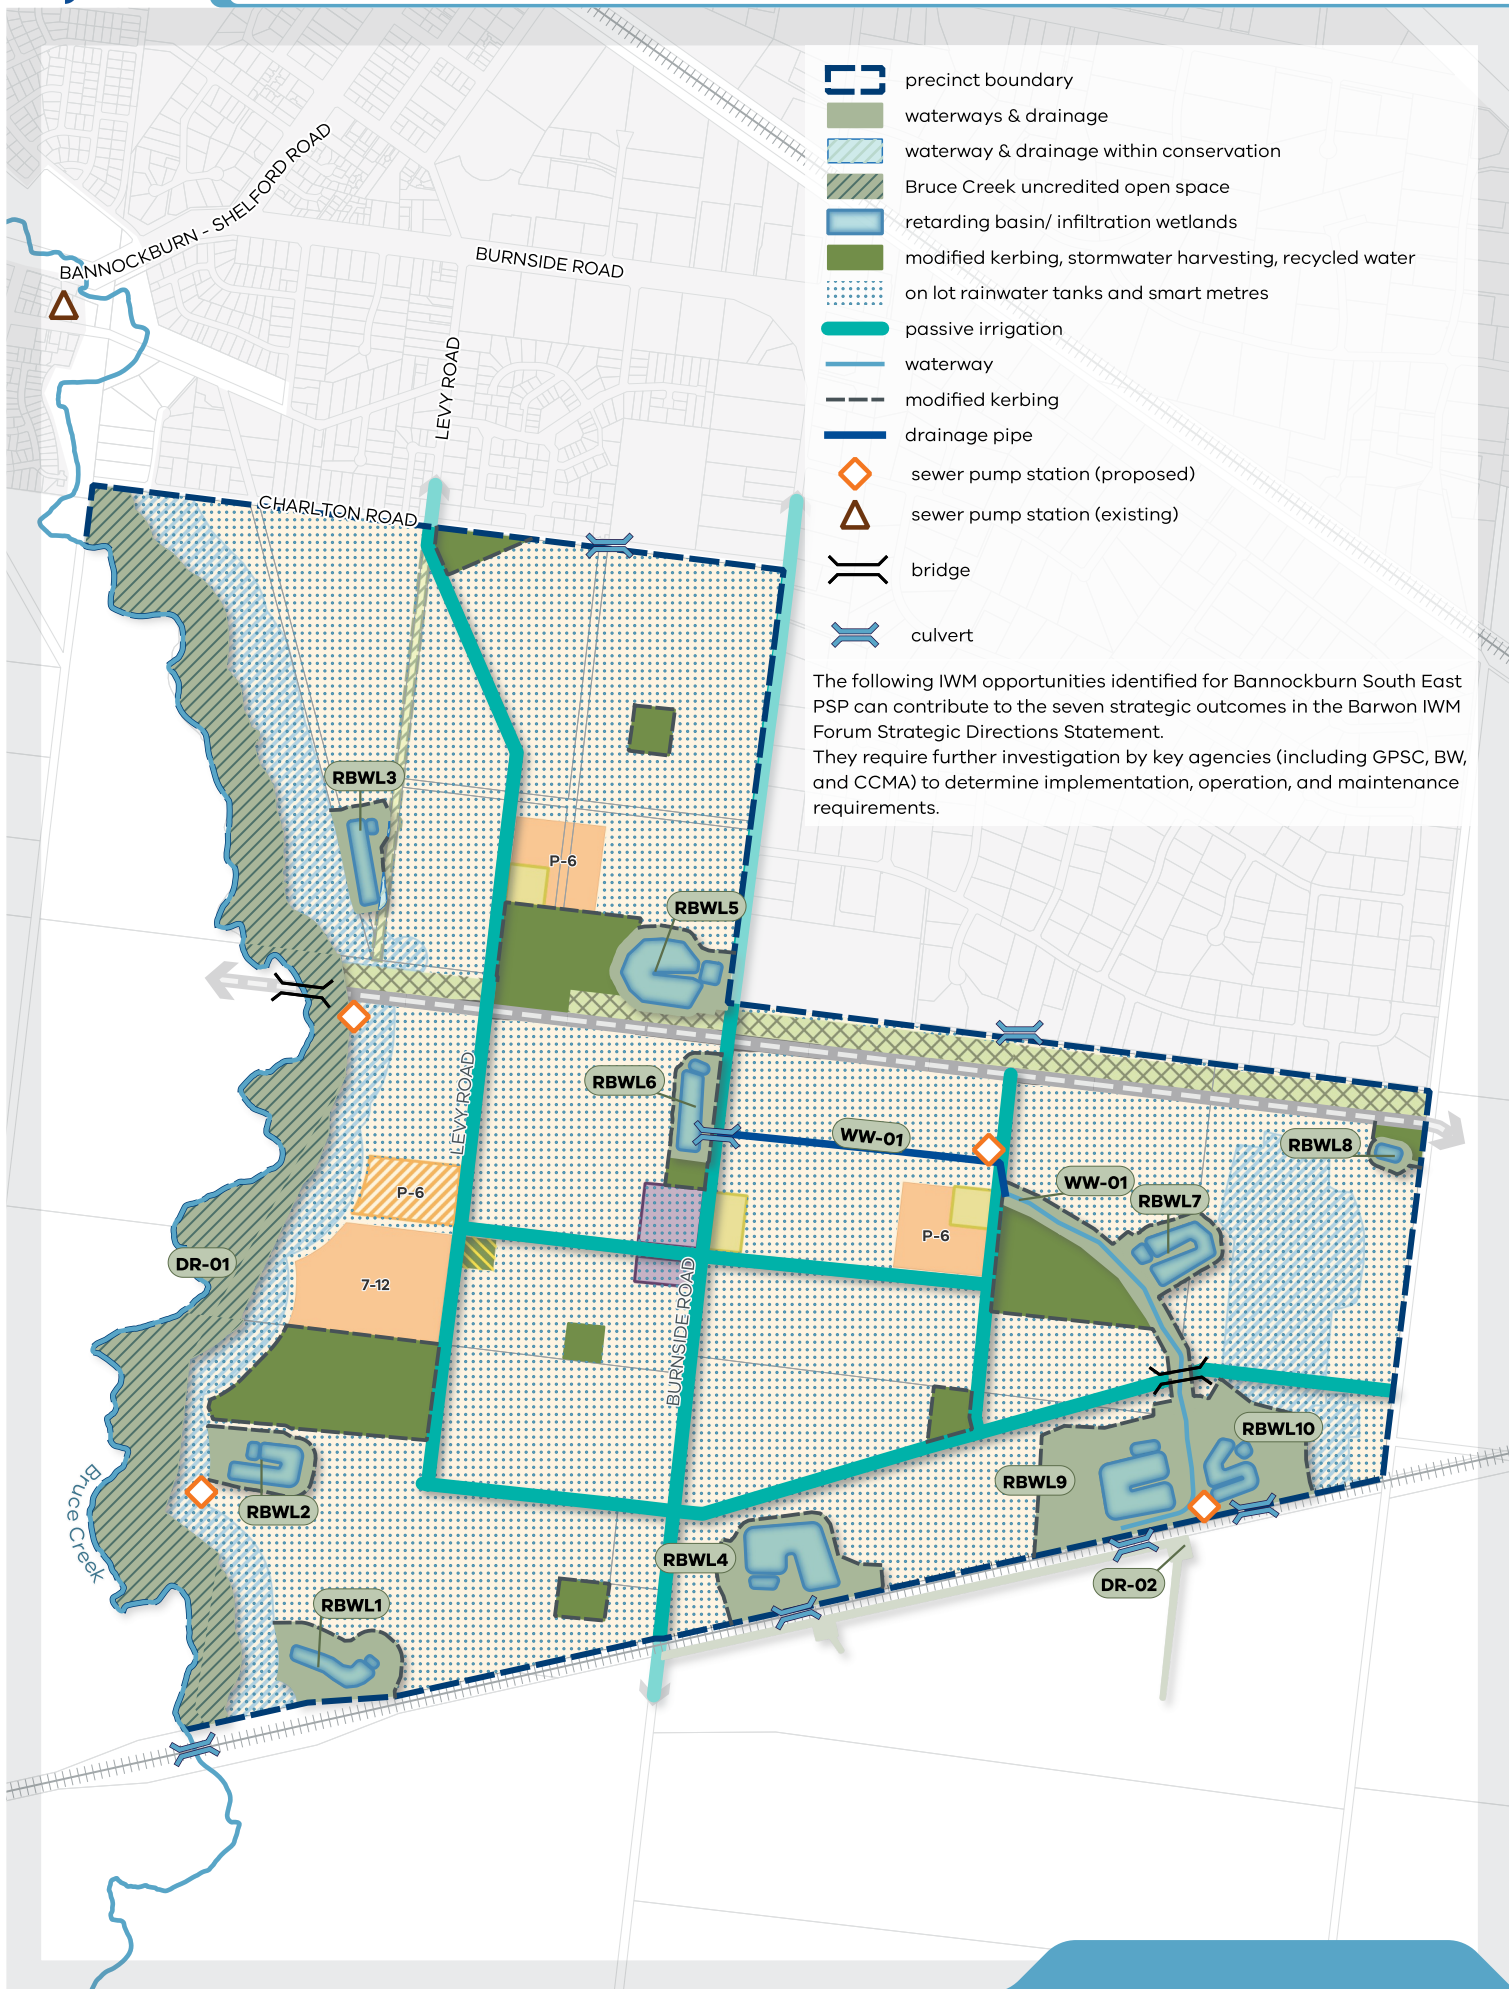 precinct boundary
waterways & drainage
waterway & drainage within conservation
Bruce Creek uncredited open space
retarding basin/ infiltration wetlands
modified kerbing, stormwater harvesting, recycled water
on lot rainwater tanks and smart metres
passive irrigation
waterway
modified kerbing
drainage pipe
sewer pump station (proposed)
sewer pump station (existing)
bridge
culvert
The following IWM opportunities identified for Bannockburn South East
PSP can contribute to the seven strategic outcomes in the Barwon IWM
Forum Strategic Directions Statement.
They require further investigation by key agencies (including GPSC, BW,
and CCMA) to determine implementation, operation, and maintenance
requirements.
BANNOCKBURN - SHELFORD ROAD
BURNSIDE ROAD
LEVY ROAD
CHARLTON ROAD
RBWL3
P-6
RBWL5
LEVY ROAD
RBWL6
WW-01
RBWL8
WW-01
RBWL7
P-6
P-6
DR-01
7-12
BURNSIDE ROAD
RBWL10
RBWL9
Bruce Creek
RBWL2
RBWL4
DR-02
RBWL1